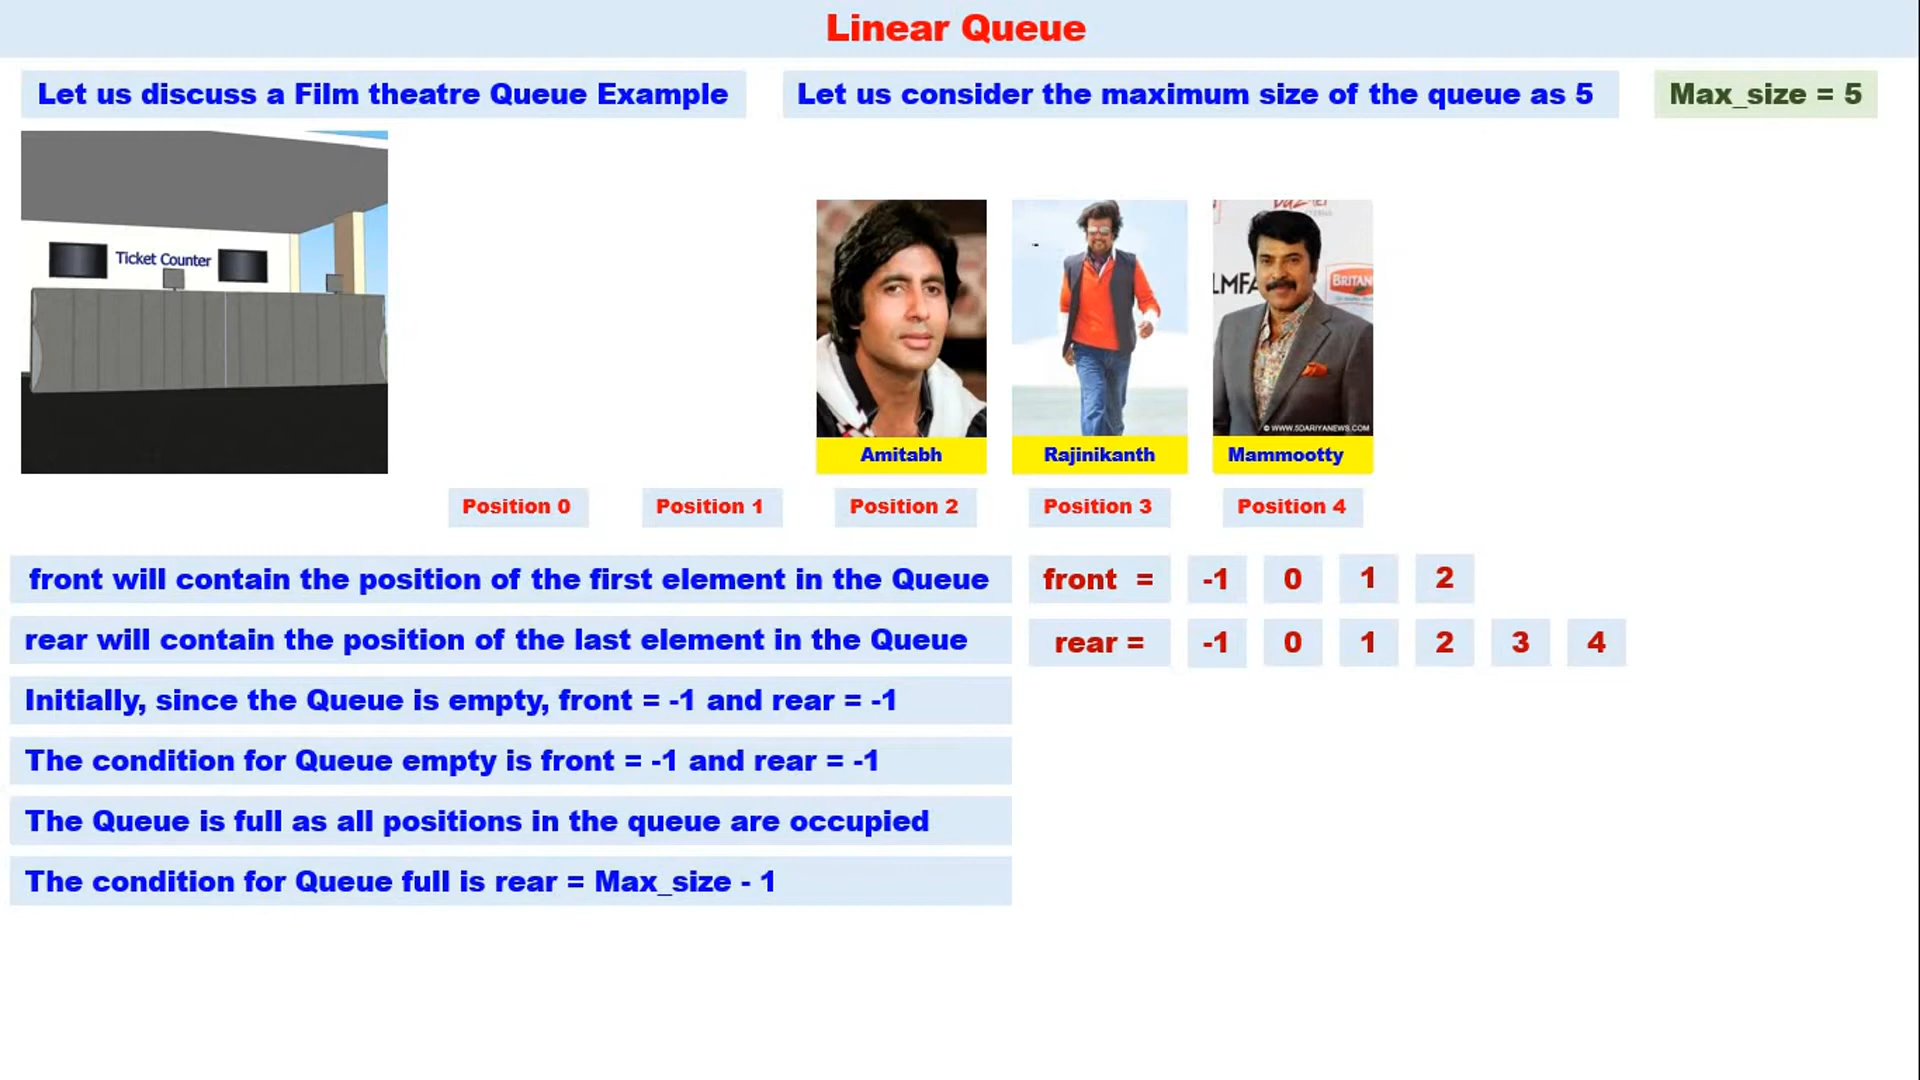 Linear Queue
Let us discuss a Film theatre Queue Example
Let us consider the maximum size of the queue as 5
Max_size = 5
Ticket Counter
LMFA
BRITAN
© WWW.5DARIYANEWS.COM
Amitabh
Rajinikanth
Mammootty
Position 0
Position 1
Position 2
Position 3
Position 4
front will contain the position of the first element in the Queue
front = -1 0 1 2
rear will contain the position of the last element in the Queue
rear = -1 0 1 2 3 4
Initially, since the Queue is empty, front = -1 and rear = -1
The condition for Queue empty is front = -1 and rear = -1
The Queue is full as all positions in the queue are occupied
The condition for Queue full is rear = Max_size - 1